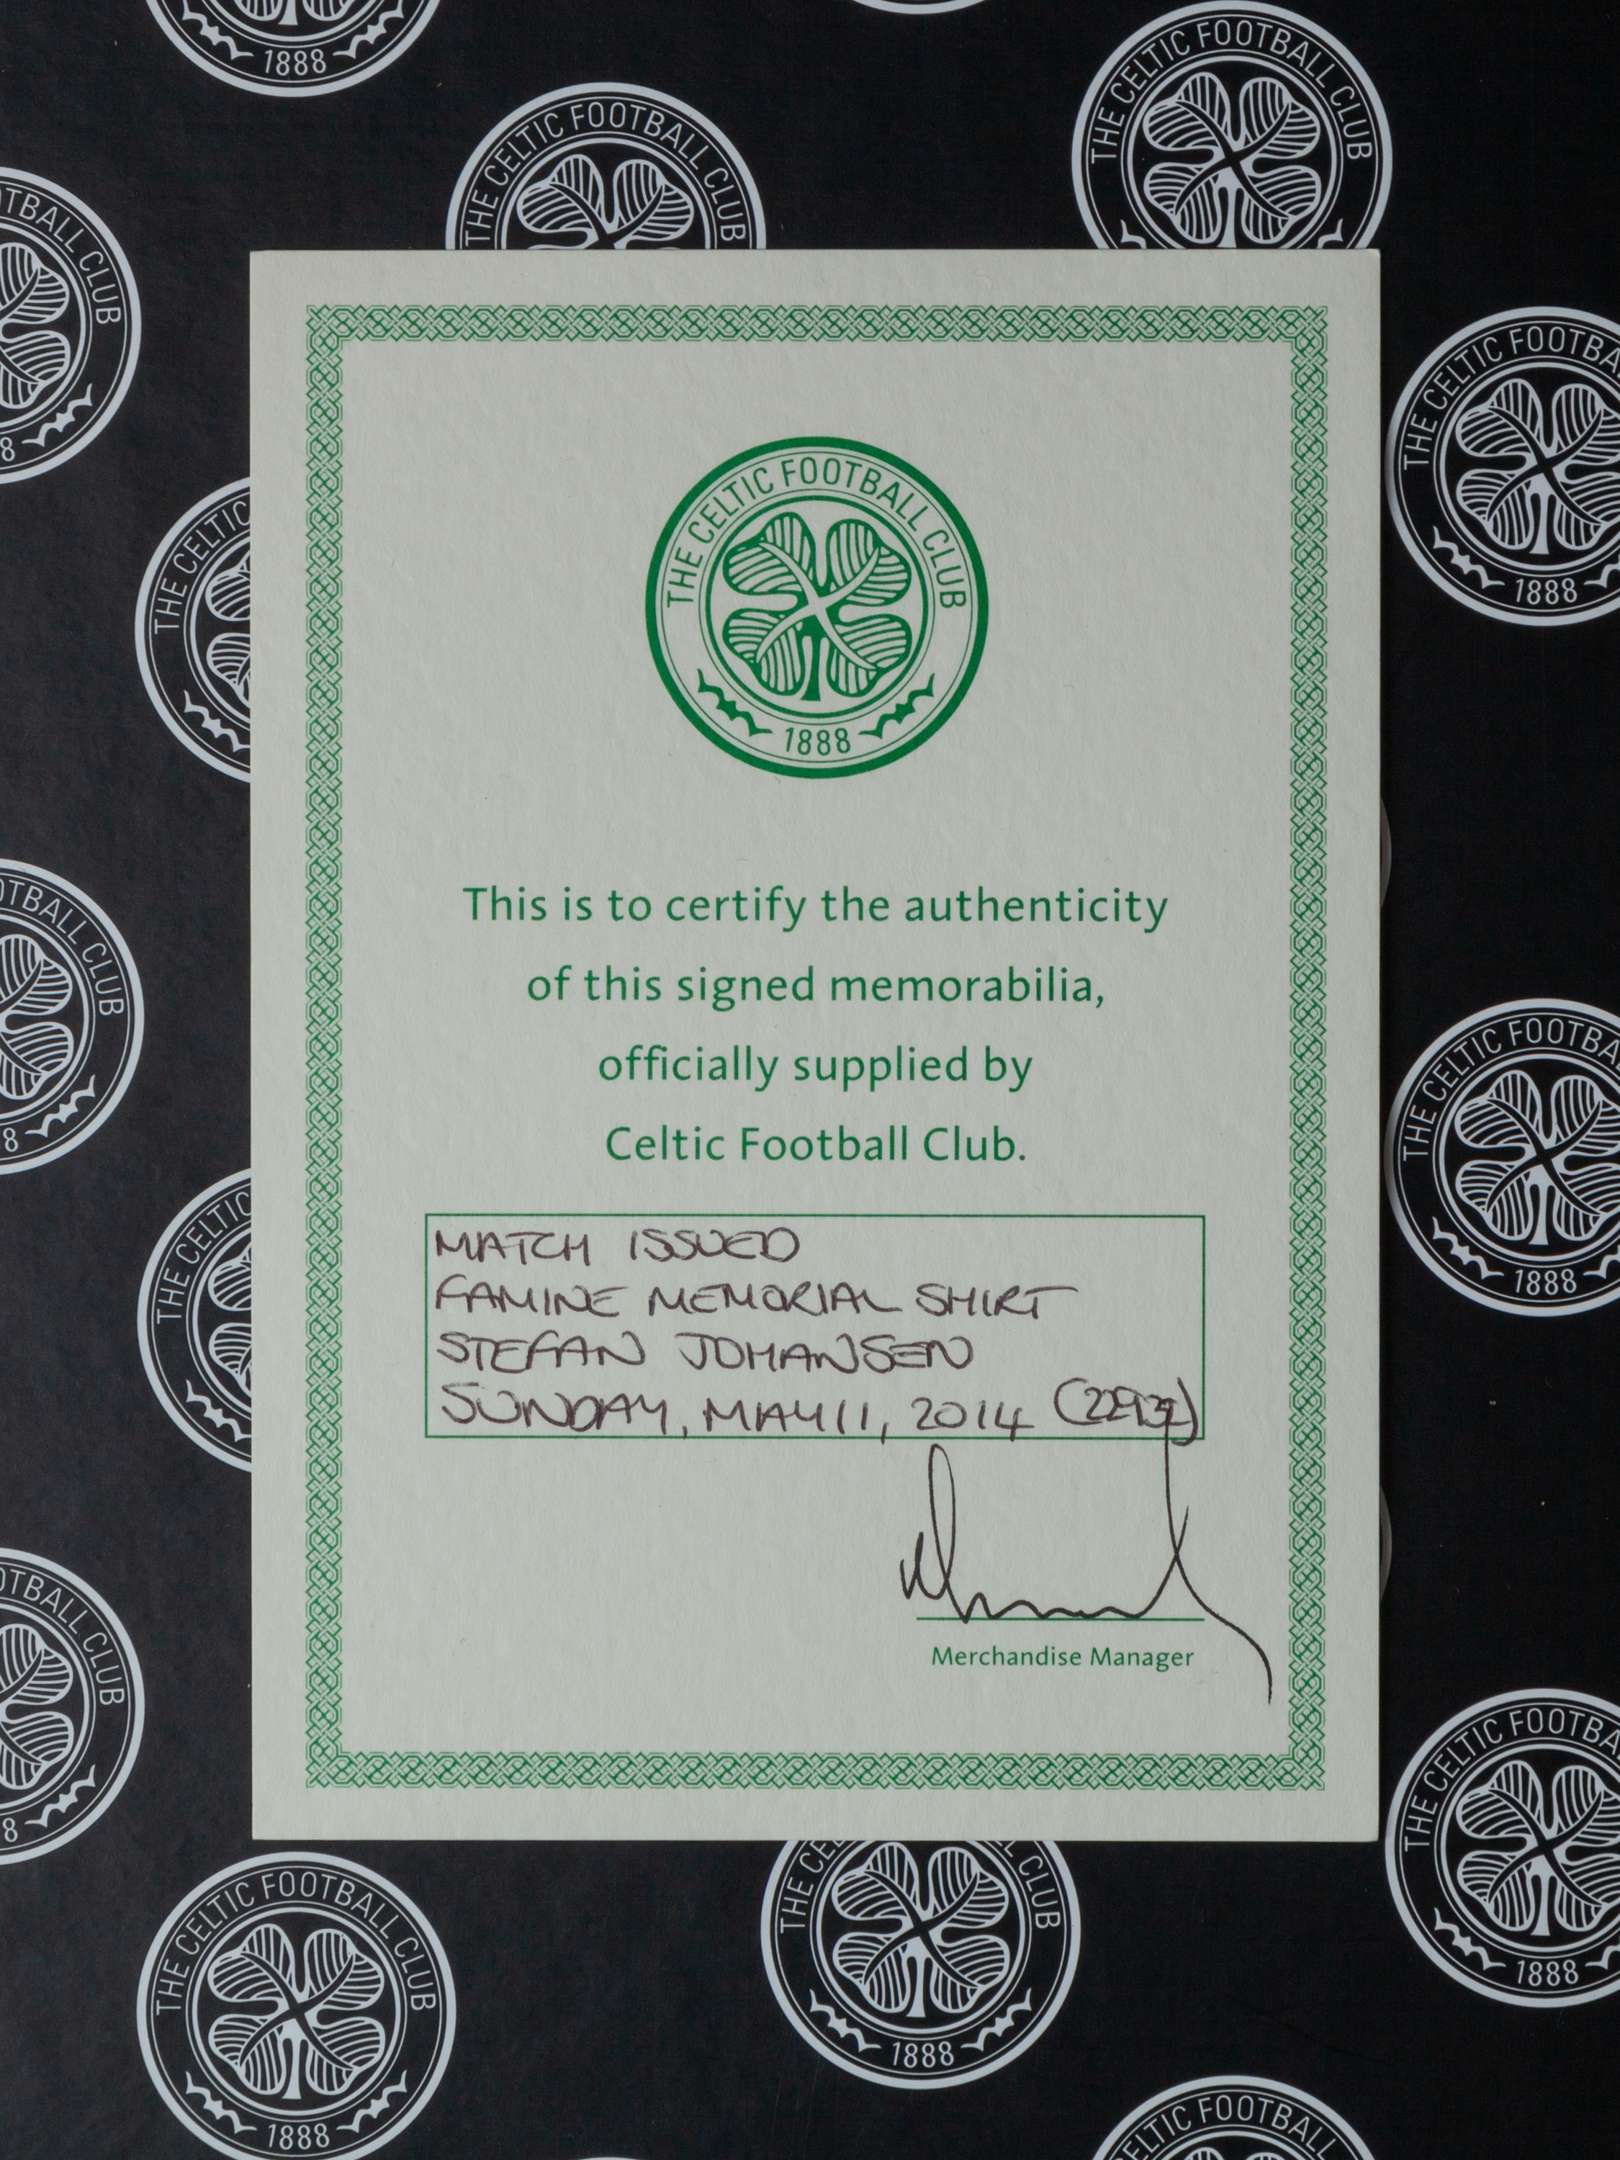 THE CELTIC FOOTBALL CLUB
1888
This is to certify the authenticity
of this signed memorabilia,
officially supplied by
Celtic Football Club.
MATCH ISSUED
FAMINE MEMORIAL SHIRT
STEFAN JOHANSEN
SUNDAY, MAY 11, 2014
Merchandise Manager